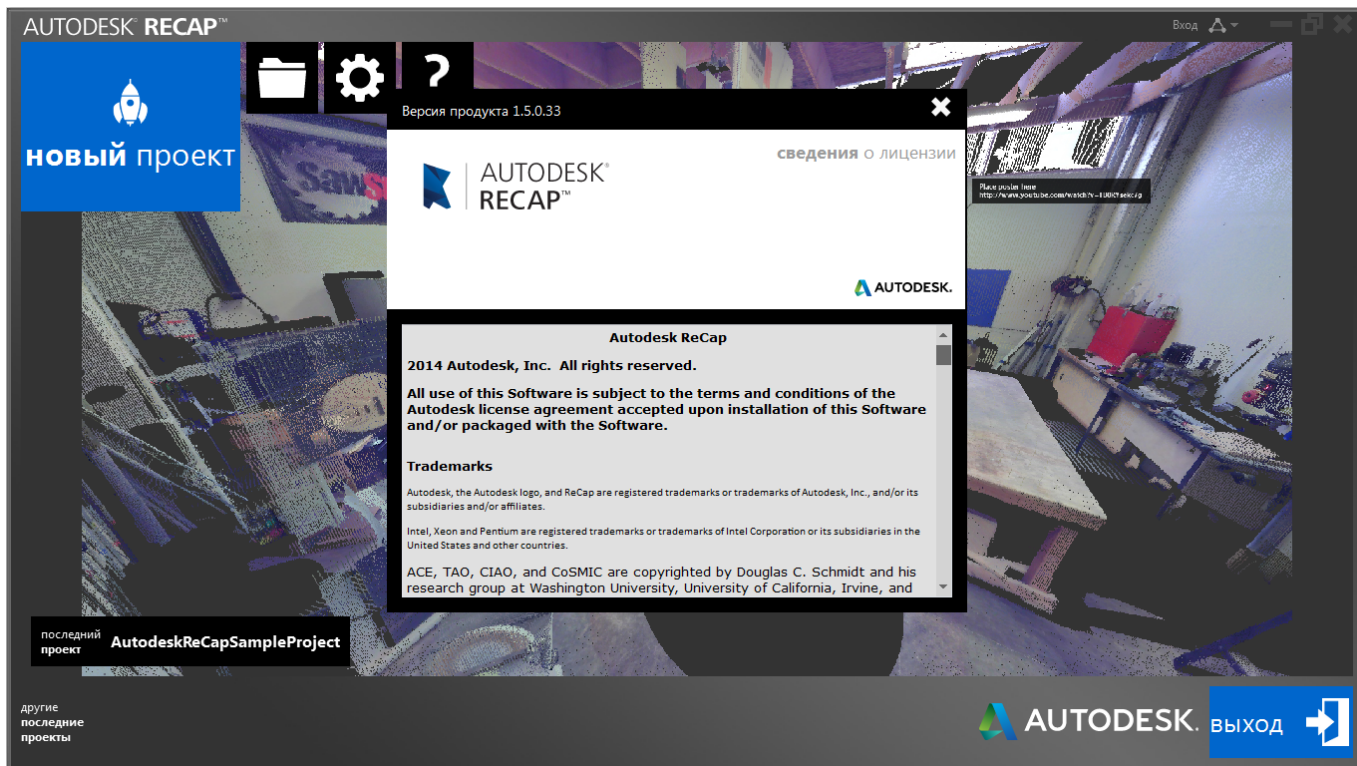 AUTODESK® RECAP™
Вход
новый проект
?
Версия продукта 1.5.0.33
сведения о лицензии
AUTODESK®
RECAP™
AUTODESK.
Place poster here
Autodesk ReCap
2014 Autodesk, Inc. All rights reserved.
All use of this Software is subject to the terms and conditions of the
Autodesk license agreement accepted upon installation of this Software
and/or packaged with the Software.
Trademarks
Autodesk, the Autodesk logo, and ReCap are registered trademarks or trademarks of Autodesk, Inc., and/or its
subsidiaries and/or affiliates.
Intel, Xeon and Pentium are registered trademarks or trademarks of Intel Corporation or its subsidiaries in the
United States and other countries.
ACE, TAO, CIAO, and CoSMIC are copyrighted by Douglas C. Schmidt and his
research group at Washington University, University of California, Irvine, and
последний
проект
AutodeskReCapSampleProject
другие
последние
проекты
AUTODESK.
выход